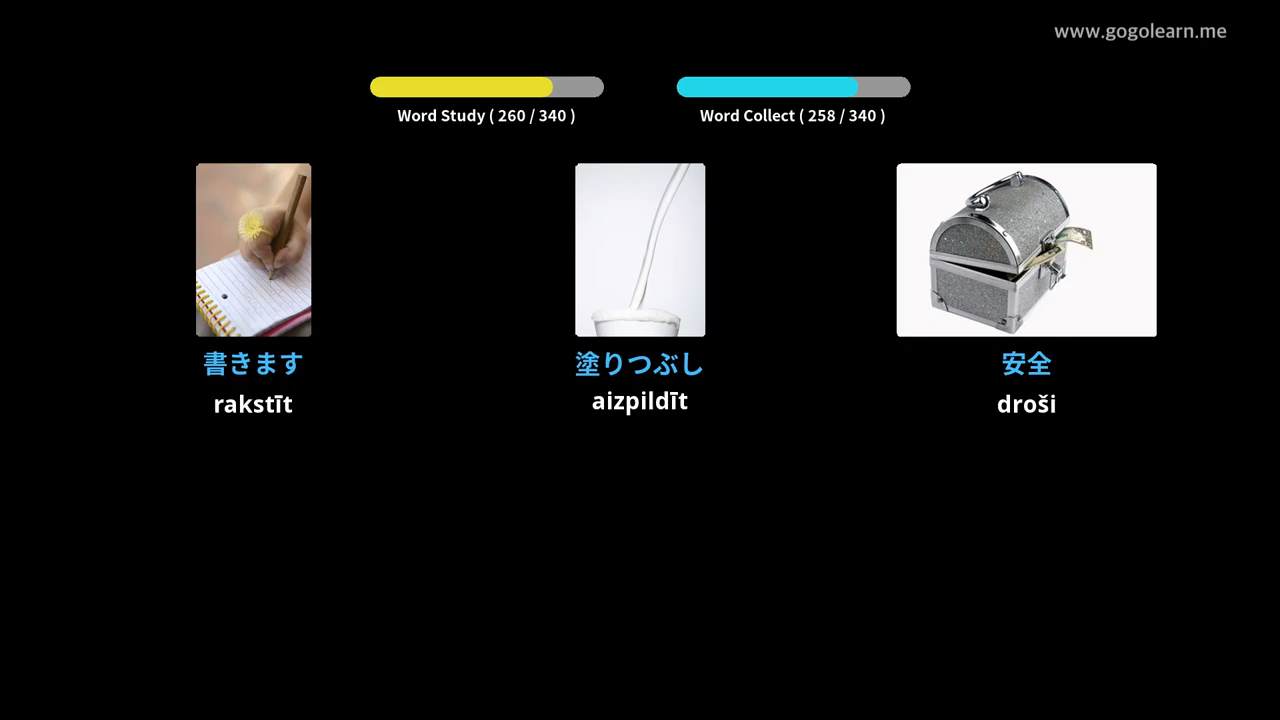 www.gogolearn.me
Word Study ( 260 / 340 )
Word Collect ( 258 / 340 )
書きます
rakstīt
塗りつぶし
aizpildīt
安全
droši